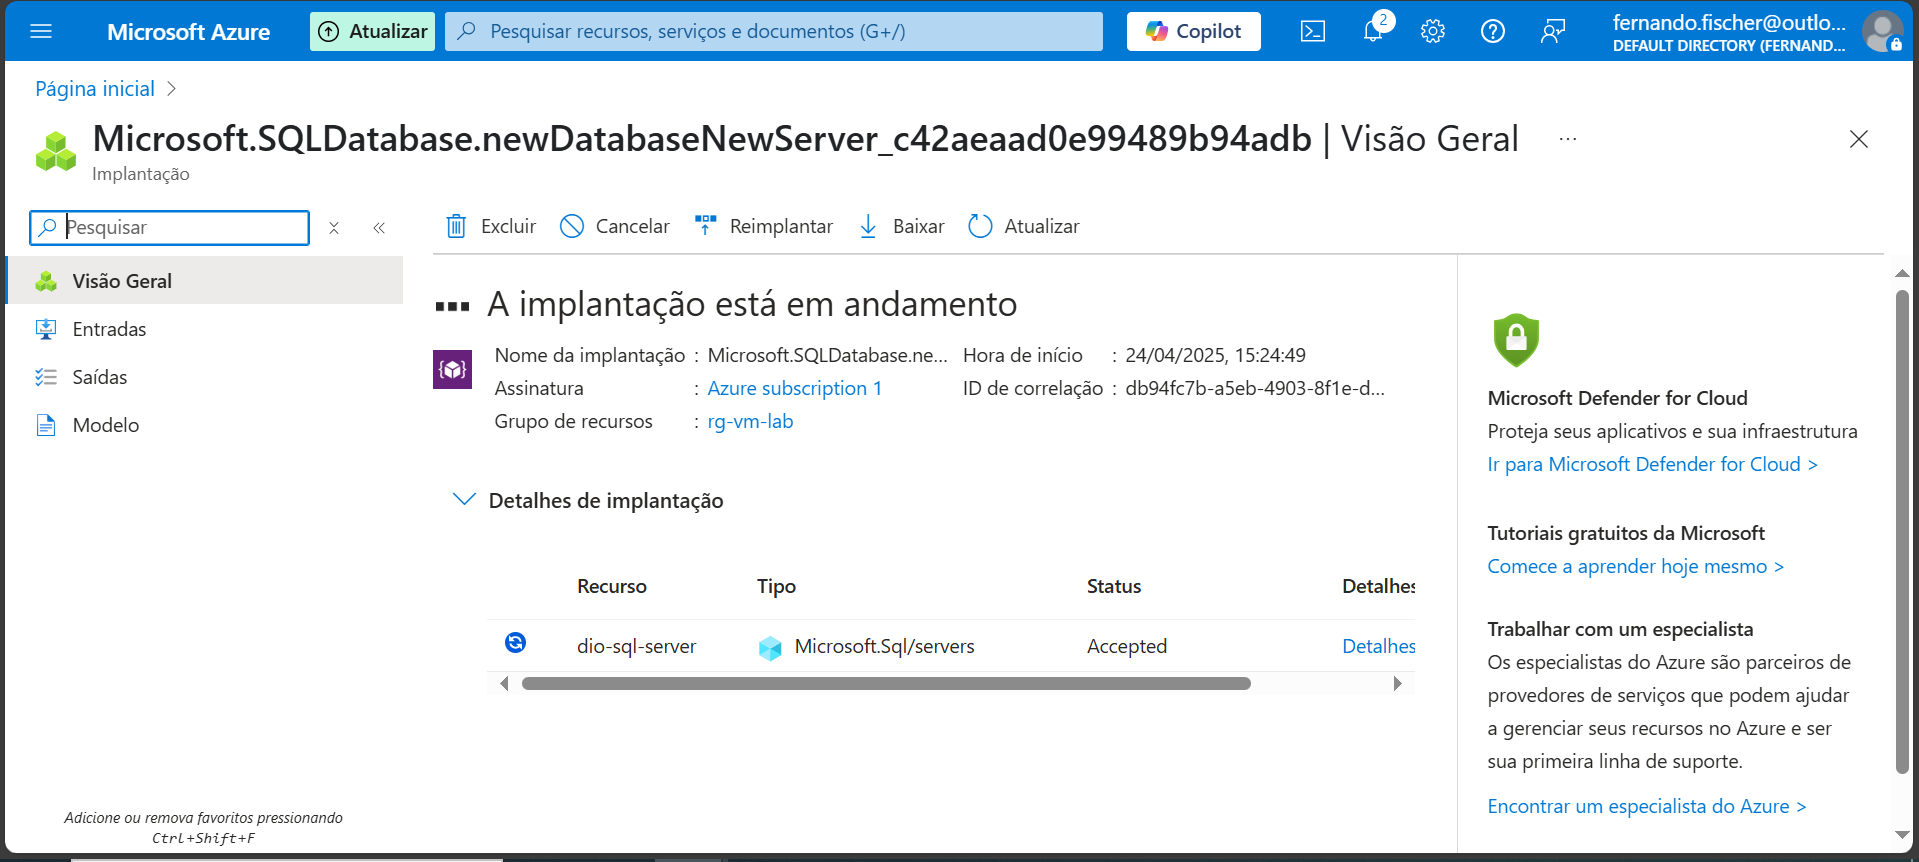 Microsoft Azure
Atualizar
Pesquisar recursos, serviços e documentos (G+/)
Copilot
2
fernando.fischer@outlo...
DEFAULT DIRECTORY (FERNAND...
Página inicial >
Microsoft.SQLDatabase.newDatabaseNewServer_c42aeaad0e99489b94adb | Visão Geral ...
Implantação
Pesquisar
Visão Geral
Entradas
Saídas
Modelo
Adicione ou remova favoritos pressionando
Ctrl+Shift+F
Excluir
Cancelar
Reimplantar
Baixar
Atualizar
A implantação está em andamento
Nome da implantação : Microsoft.SQLDatabase.ne...
Assinatura : Azure subscription 1
Grupo de recursos : rg-vm-lab
Hora de início : 24/04/2025, 15:24:49
ID de correlação : db94fc7b-a5eb-4903-8f1e-d...
Detalhes de implantação
Recurso Tipo Status Detalhes
dio-sql-server Microsoft.Sql/servers Accepted Detalhes
Microsoft Defender for Cloud
Proteja seus aplicativos e sua infraestrutura
Ir para Microsoft Defender for Cloud >
Tutoriais gratuitos da Microsoft
Comece a aprender hoje mesmo >
Trabalhar com um especialista
Os especialistas do Azure são parceiros de
provedores de serviços que podem ajudar
a gerenciar seus recursos no Azure e ser
sua primeira linha de suporte.
Encontrar um especialista do Azure >